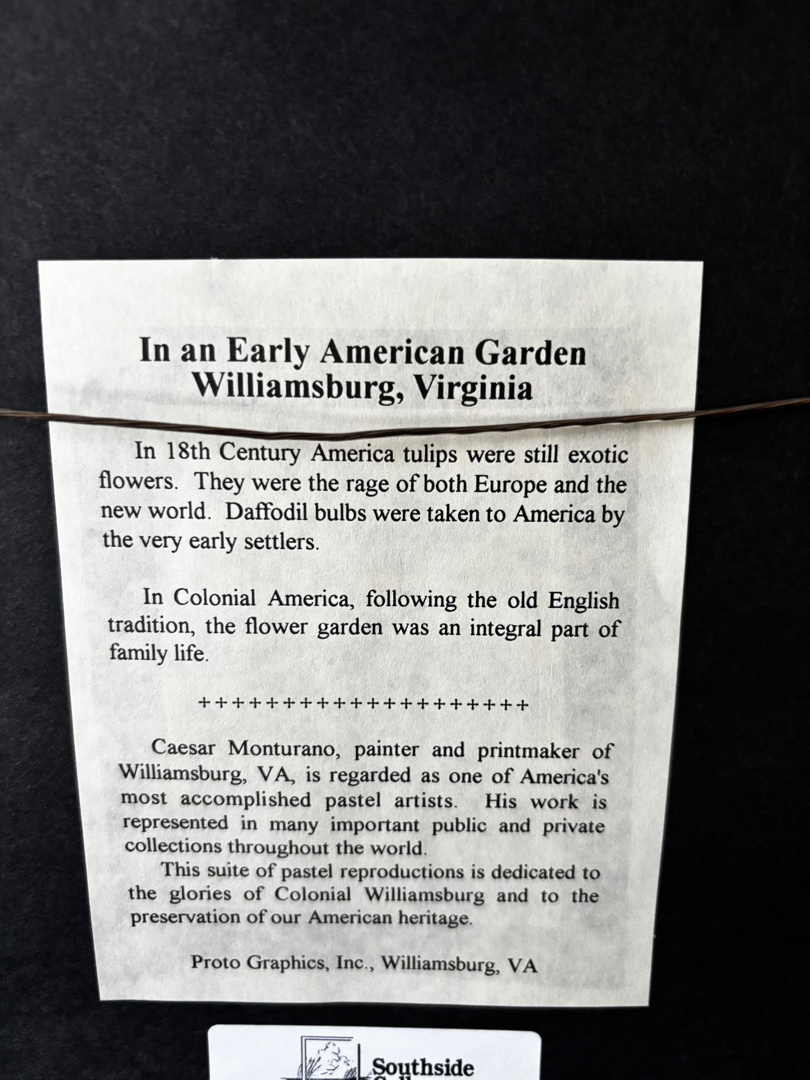 In an Early American Garden
Williamsburg, Virginia
In 18th Century America tulips were still exotic
flowers. They were the rage of both Europe and the
new world. Daffodil bulbs were taken to America by
the very early settlers.
In Colonial America, following the old English
tradition, the flower garden was an integral part of
family life.
++++++++++++++++++++
Caesar Monturano, painter and printmaker of
Williamsburg, VA, is regarded as one of America's
most accomplished pastel artists. His work is
represented in many important public and private
collections throughout the world.
This suite of pastel reproductions is dedicated to
the glories of Colonial Williamsburg and to the
preservation of our American heritage.
Proto Graphics, Inc., Williamsburg, VA
Southside